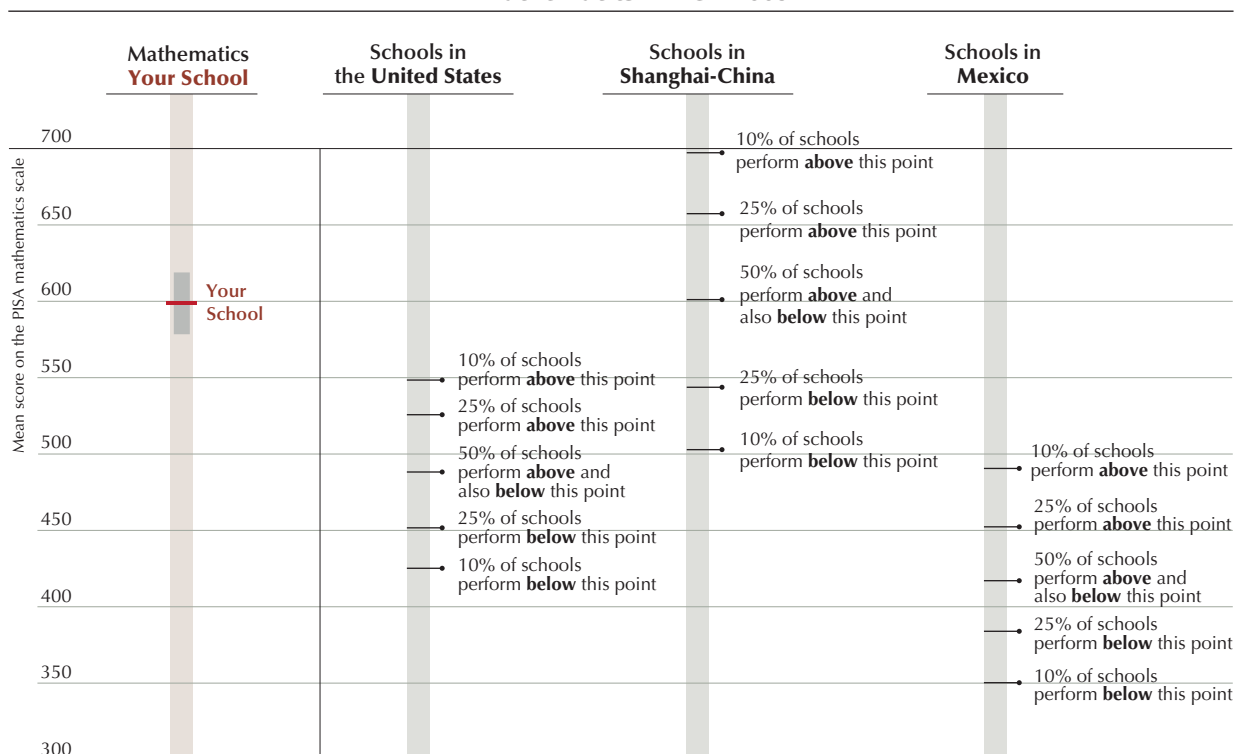 Mathematics
Your School
Schools in
the United States
Schools in
Shanghai-China
Schools in
Mexico
Mean score on the PISA mathematics scale
700
650
600
550
500
450
400
350
300
Your
School
10% of schools
perform above this point
25% of schools
perform above this point
50% of schools
perform above and
also below this point
25% of schools
perform below this point
10% of schools
perform below this point
10% of schools
perform above this point
25% of schools
perform above this point
50% of schools
perform above and
also below this point
25% of schools
perform below this point
10% of schools
perform below this point
10% of schools
perform above this point
25% of schools
perform above this point
50% of schools
perform above and
also below this point
25% of schools
perform below this point
10% of schools
perform below this point